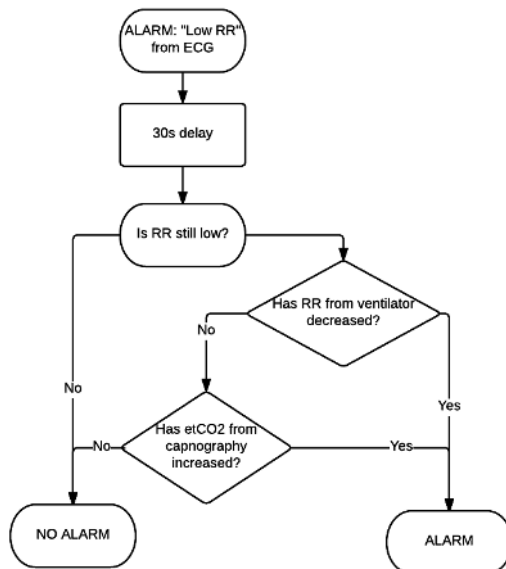 ALARM: "Low RR"
from ECG
30s delay
Is RR still low?
Has RR from ventilator
decreased?
No
No
Yes
Has etCO2 from
capnography
increased?
No
Yes
NO ALARM
ALARM